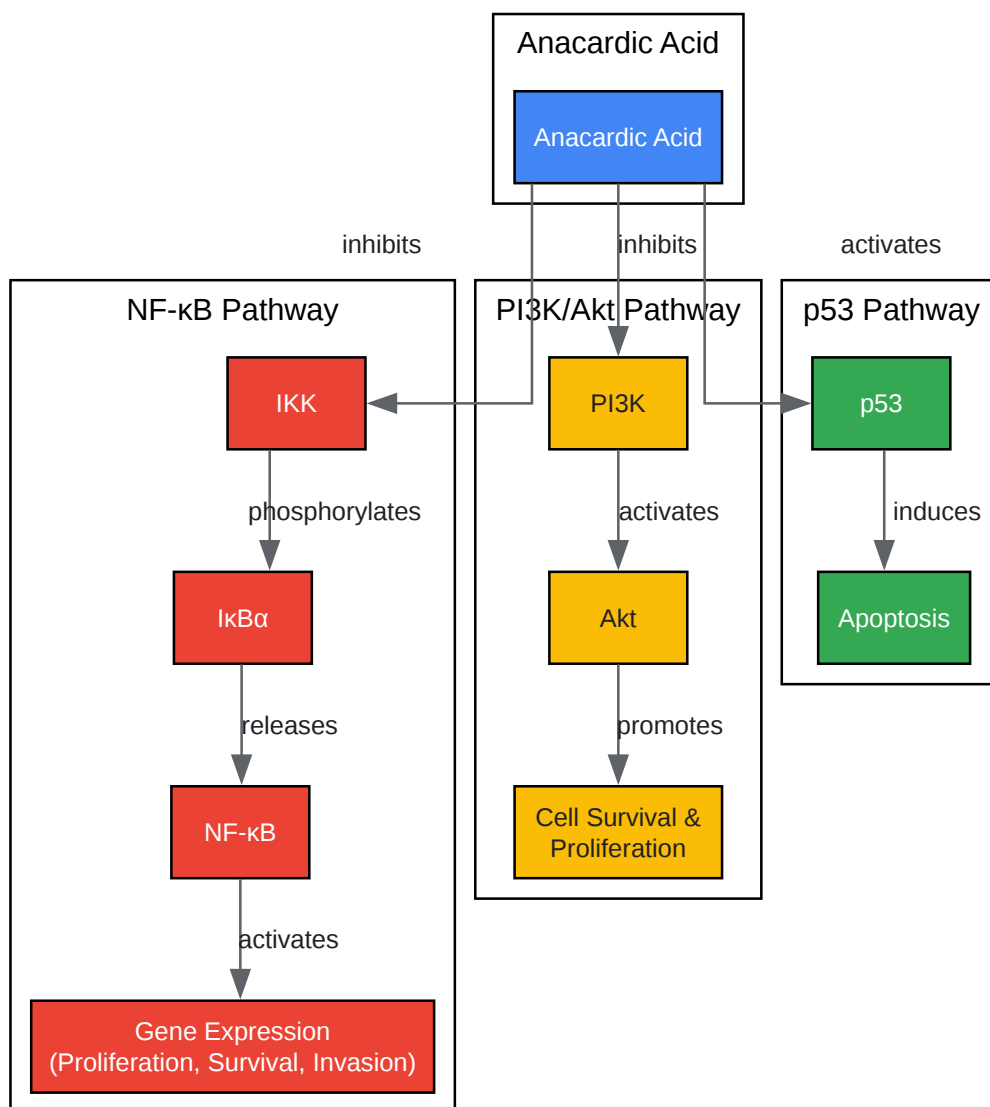 Anacardic Acid
Anacardic Acid
inhibits
inhibits
activates
NF-κB Pathway
PI3K/Akt Pathway
p53 Pathway
IKK
PI3K
p53
phosphorylates
activates
induces
IκBα
Akt
Apoptosis
releases
promotes
NF-κB
Cell Survival &
Proliferation
activates
Gene Expression
(Proliferation, Survival, Invasion)